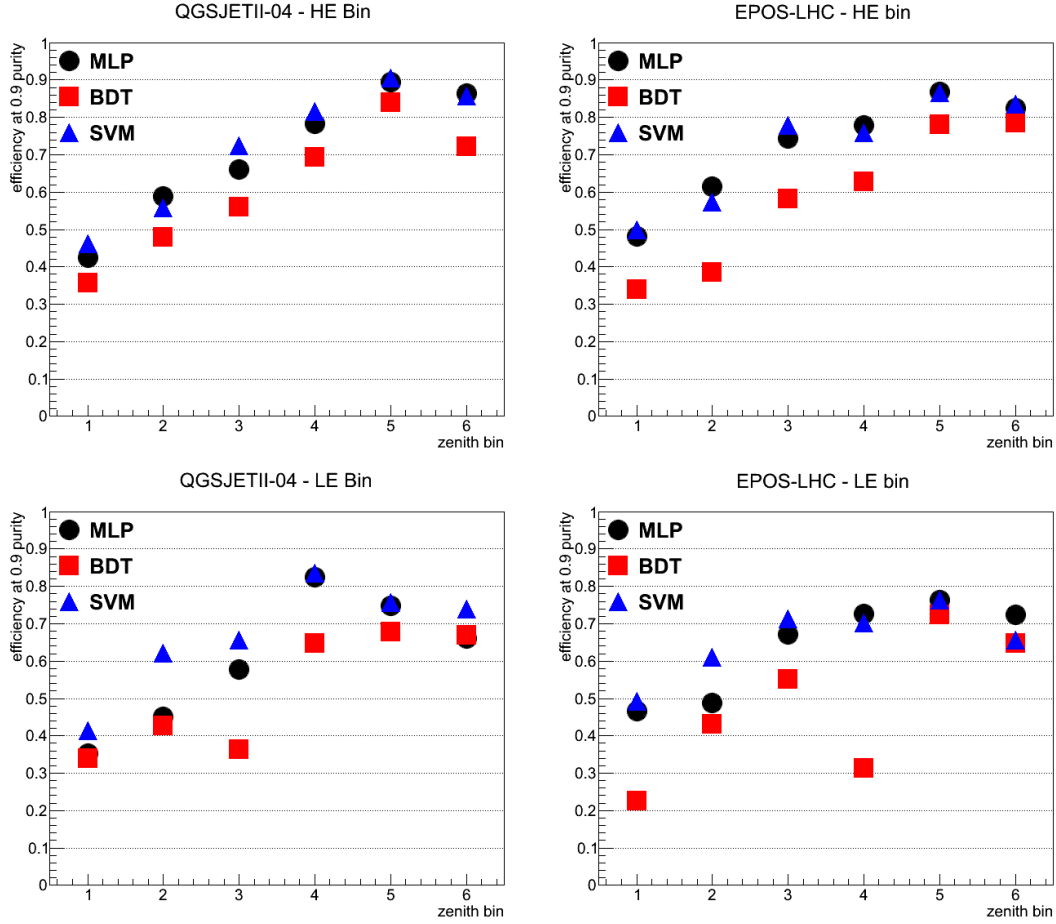 QGSJETII-04 - HE Bin
efficiency at 0.9 purity
1
0.9
0.8
0.7
0.6
0.5
0.4
0.3
0.2
0.1
0
MLP
BDT
SVM
1 2 3 4 5 6
zenith bin
EPOS-LHC - HE bin
efficiency at 0.9 purity
1
0.9
0.8
0.7
0.6
0.5
0.4
0.3
0.2
0.1
0
MLP
BDT
SVM
1 2 3 4 5 6
zenith bin
QGSJETII-04 - LE Bin
efficiency at 0.9 purity
1
0.9
0.8
0.7
0.6
0.5
0.4
0.3
0.2
0.1
0
MLP
BDT
SVM
1 2 3 4 5 6
zenith bin
EPOS-LHC - LE bin
efficiency at 0.9 purity
1
0.9
0.8
0.7
0.6
0.5
0.4
0.3
0.2
0.1
0
MLP
BDT
SVM
1 2 3 4 5 6
zenith bin